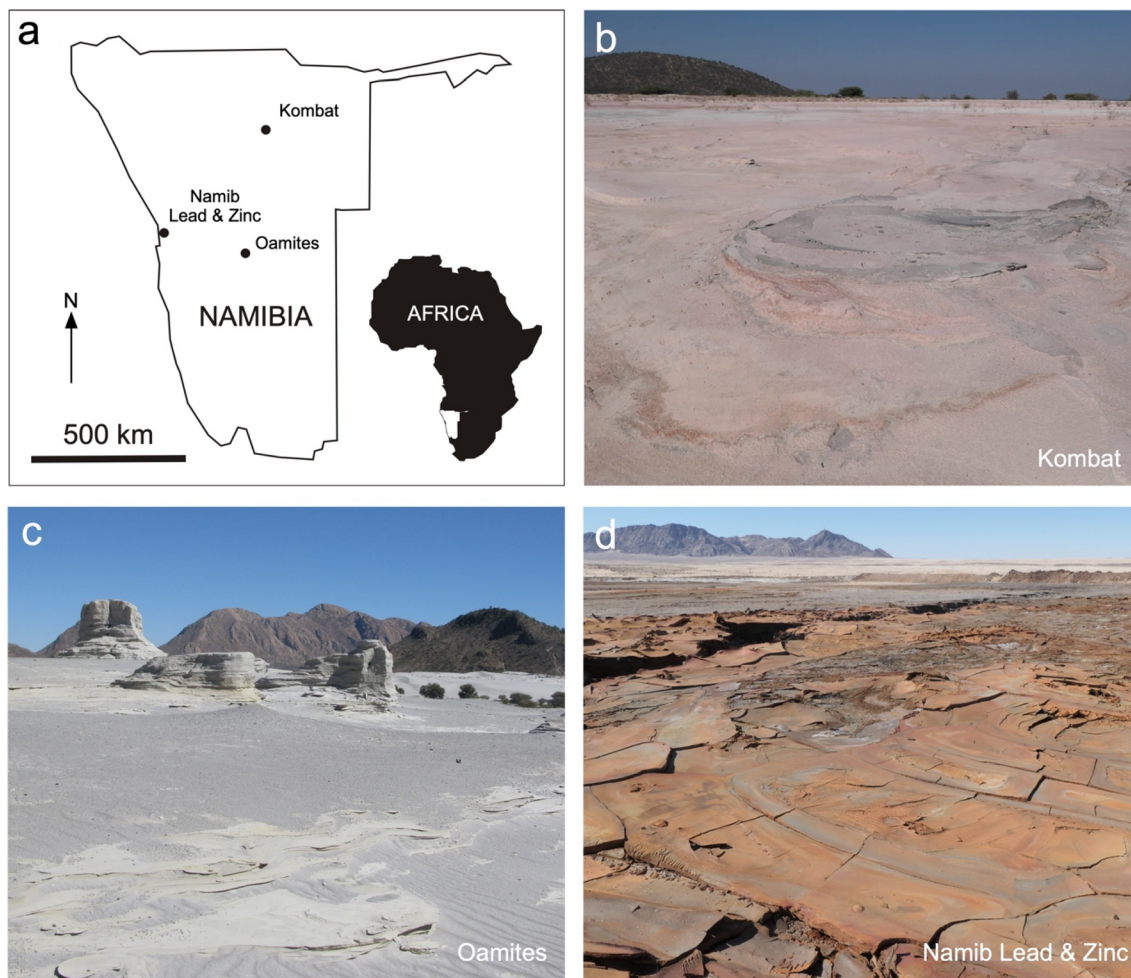 a
Kombat
Namib
Lead & Zinc
Oamites
N
NAMIBIA
AFRICA
500 km
b
Kombat
c
Oamites
d
Namib Lead & Zinc